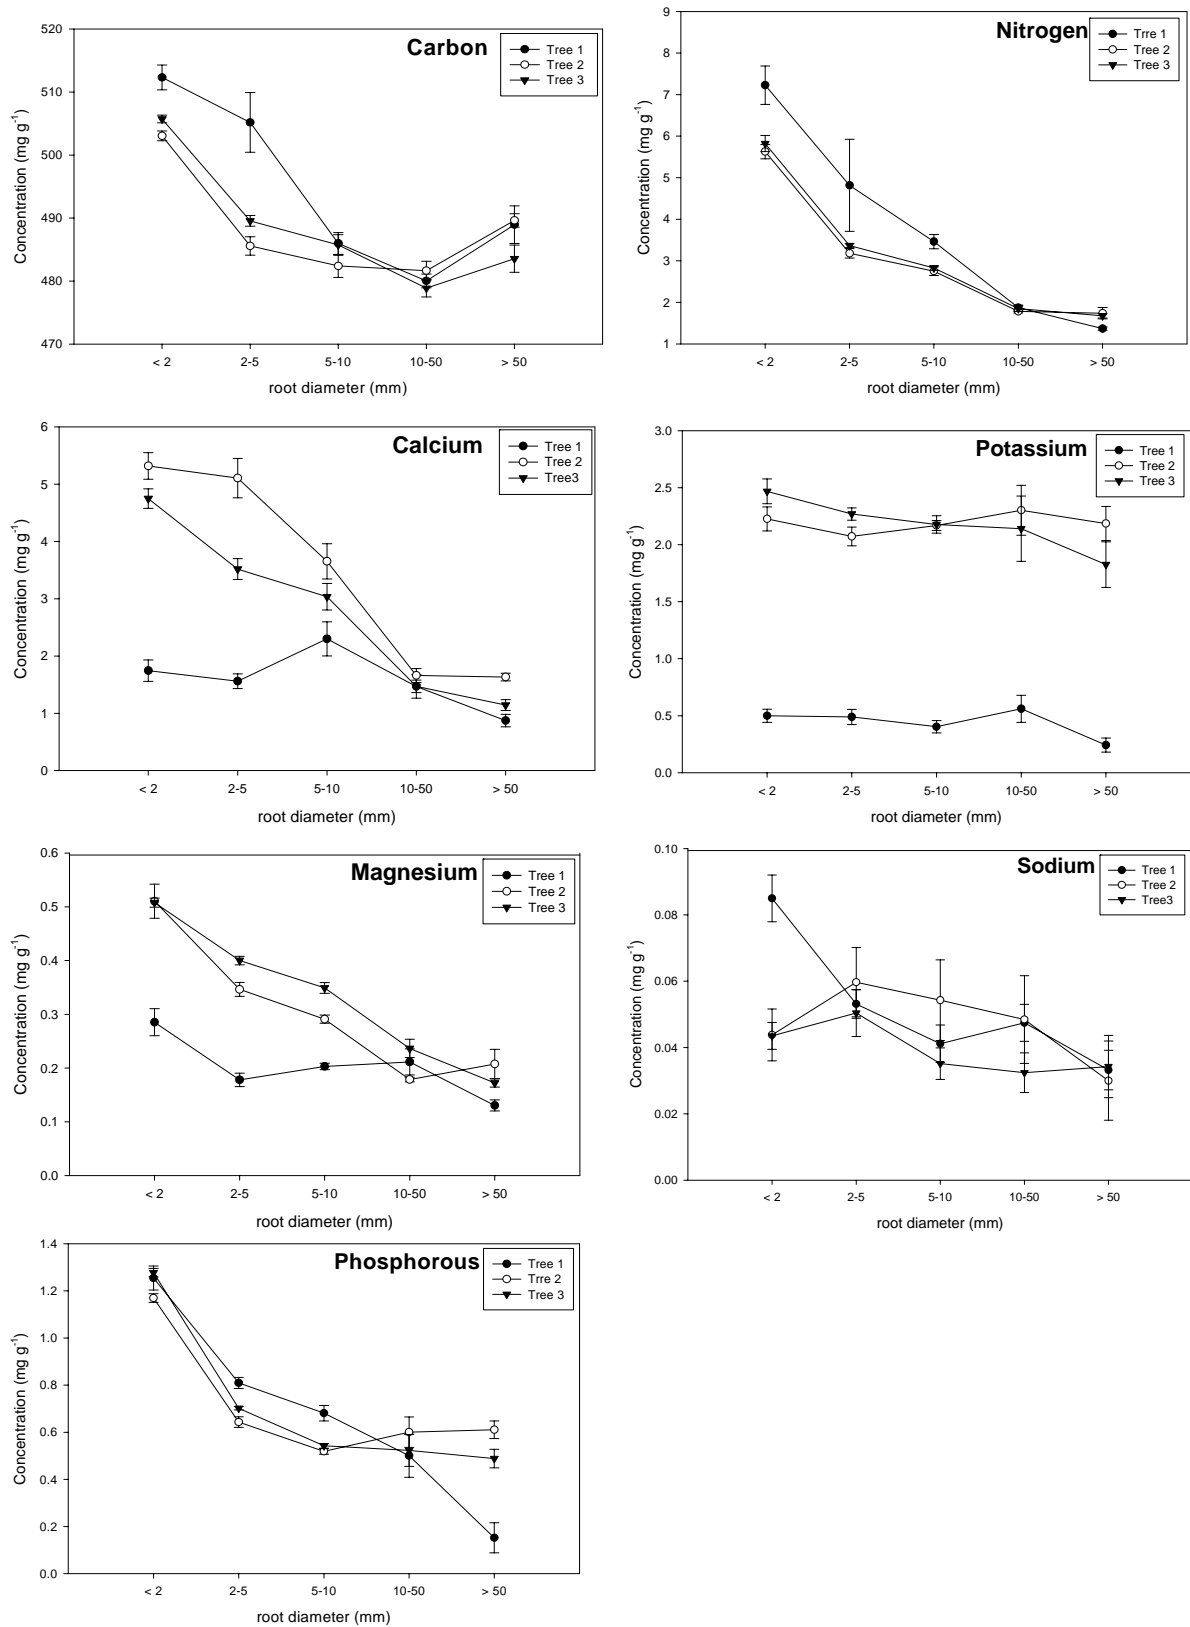 Carbon
Tree 1
Tree 2
Tree 3
520
510
500
490
480
470
Concentration (mg g-1)
< 2
2-5
5-10
10-50
> 50
root diameter (mm)
Nitrogen
Trre 1
Tree 2
Tree 3
9
8
7
6
5
4
3
2
1
Concentration (mg g-1)
< 2
2-5
5-10
10-50
> 50
root diameter (mm)
Calcium
Tree 1
Tree 2
Tree3
6
5
4
3
2
1
0
Concentration (mg g-1)
< 2
2-5
5-10
10-50
> 50
root diameter (mm)
Potassium
Tree 1
Tree 2
Tree 3
3.0
2.5
2.0
1.5
1.0
0.5
0.0
Concentration (mg g-1)
< 2
2-5
5-10
10-50
> 50
root diameter (mm)
Magnesium
Tree 1
Tree 2
Tree 3
0.6
0.5
0.4
0.3
0.2
0.1
0.0
Concentration (mg g-1)
< 2
2-5
5-10
10-50
> 50
root diameter (mm)
Sodium
Tree 1
Tree 2
Tree3
0.10
0.08
0.06
0.04
0.02
0.00
Concentration (mg g-1)
< 2
2-5
5-10
10-50
> 50
root diameter (mm)
Phosphorous
Tree 1
Trre 2
Tree 3
1.4
1.2
1.0
0.8
0.6
0.4
0.2
0.0
Concentration (mg g-1)
< 2
2-5
5-10
10-50
> 50
root diameter (mm)